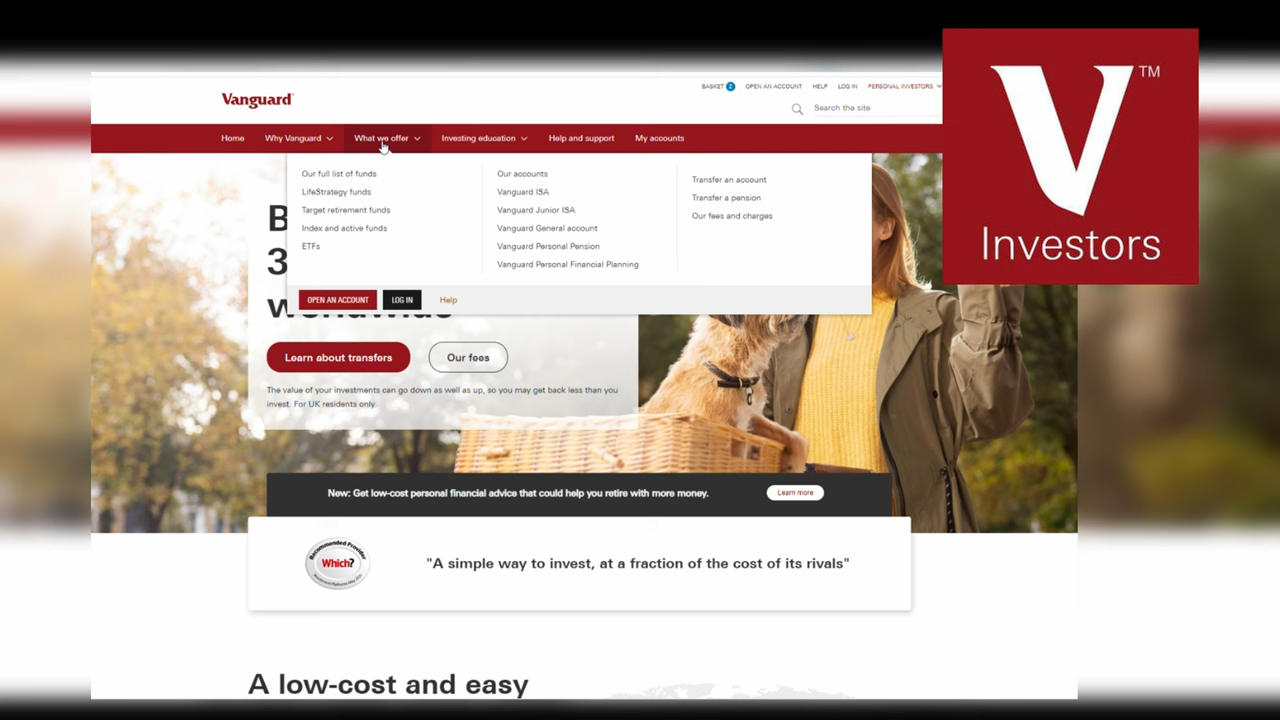 V™
Investors
Vanguard
BASKET 2 OPEN AN ACCOUNT HELP LOG IN PERSONAL INVESTORS
Search the site
Home Why Vanguard What we offer Investing education Help and support My accounts
Our full list of funds
LifeStrategy funds
Target retirement funds
Index and active funds
ETFs
Our accounts
Vanguard ISA
Vanguard Junior ISA
Vanguard General account
Vanguard Personal Pension
Vanguard Personal Financial Planning
Transfer an account
Transfer a pension
Our fees and charges
OPEN AN ACCOUNT LOG IN Help
B
3
worldwide
Learn about transfers Our fees
The value of your investments can go down as well as up, so you may get back less than you
invest. For UK residents only.
New: Get low-cost personal financial advice that could help you retire with more money. Learn more
Recommended Provider
Which?
"A simple way to invest, at a fraction of the cost of its rivals"
A low-cost and easy